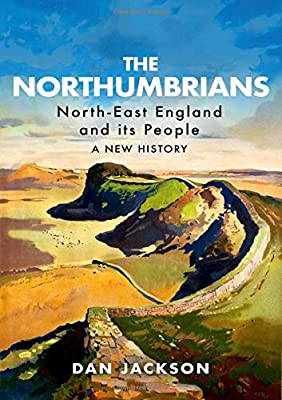 THE
NORTHUMBRIANS
North-East England
and its People
A NEW HISTORY
DAN JACKSON